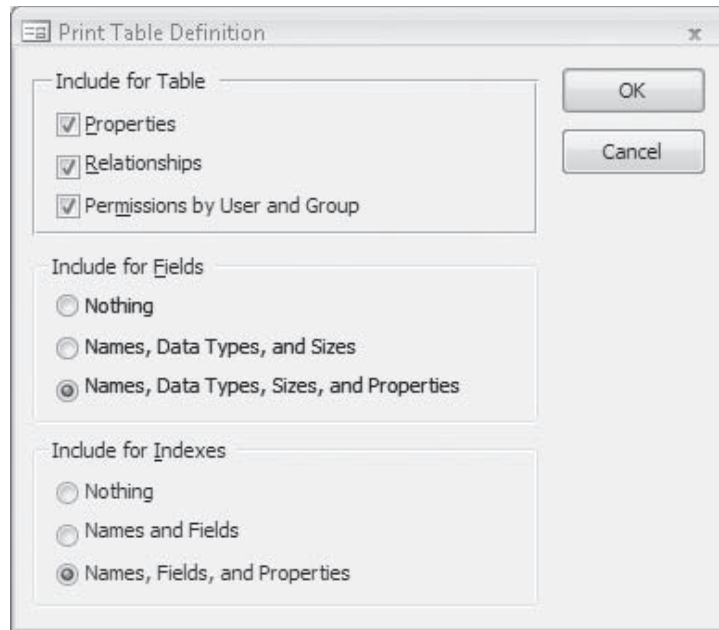 Print Table Definition
x
Include for Table
OK
Properties
Cancel
Relationships
Permissions by User and Group
Include for Fields
Nothing
Names, Data Types, and Sizes
Names, Data Types, Sizes, and Properties
Include for Indexes
Nothing
Names and Fields
Names, Fields, and Properties